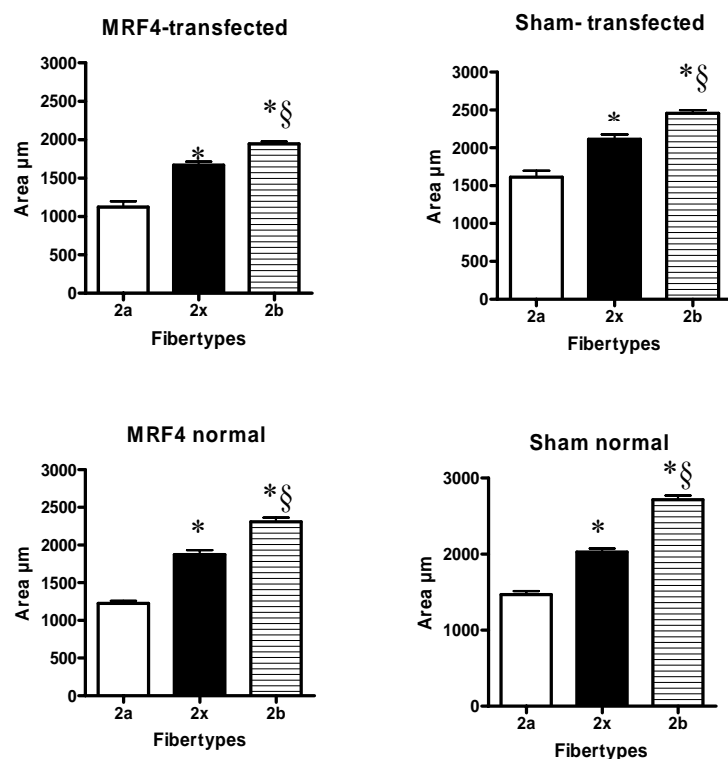 MRF4-transfected
3000
2500
2000
1500
1000
500
0
Area µm
*
*§
2a 2x 2b
Fibertypes
Sham- transfected
3000
2500
2000
1500
1000
500
0
Area µm
*
*§
2a 2x 2b
Fibertypes
MRF4 normal
3000
2500
2000
1500
1000
500
0
Area µm
*
*§
2a 2x 2b
Fibertypes
Sham normal
3000
2000
1000
0
Area µm
*
*§
2a 2x 2b
Fibertypes